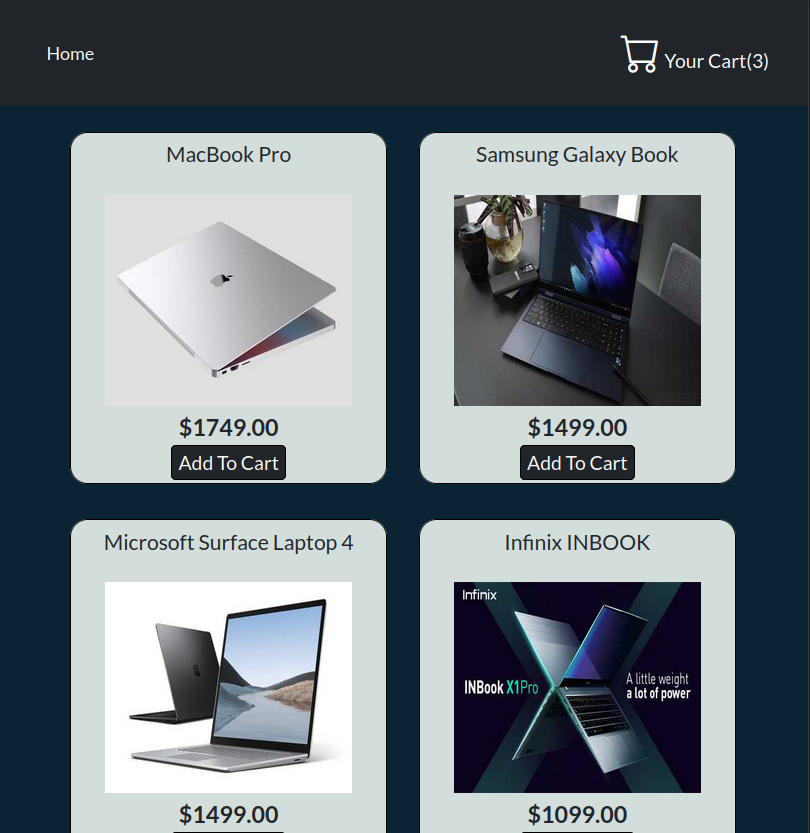 Home
Your Cart(3)
MacBook Pro
Samsung Galaxy Book
$1749.00
$1499.00
Add To Cart
Add To Cart
Microsoft Surface Laptop 4
Infinix INBOOK
Infinix
INBook X1Pro
A little weight
a lot of power
$1499.00
$1099.00